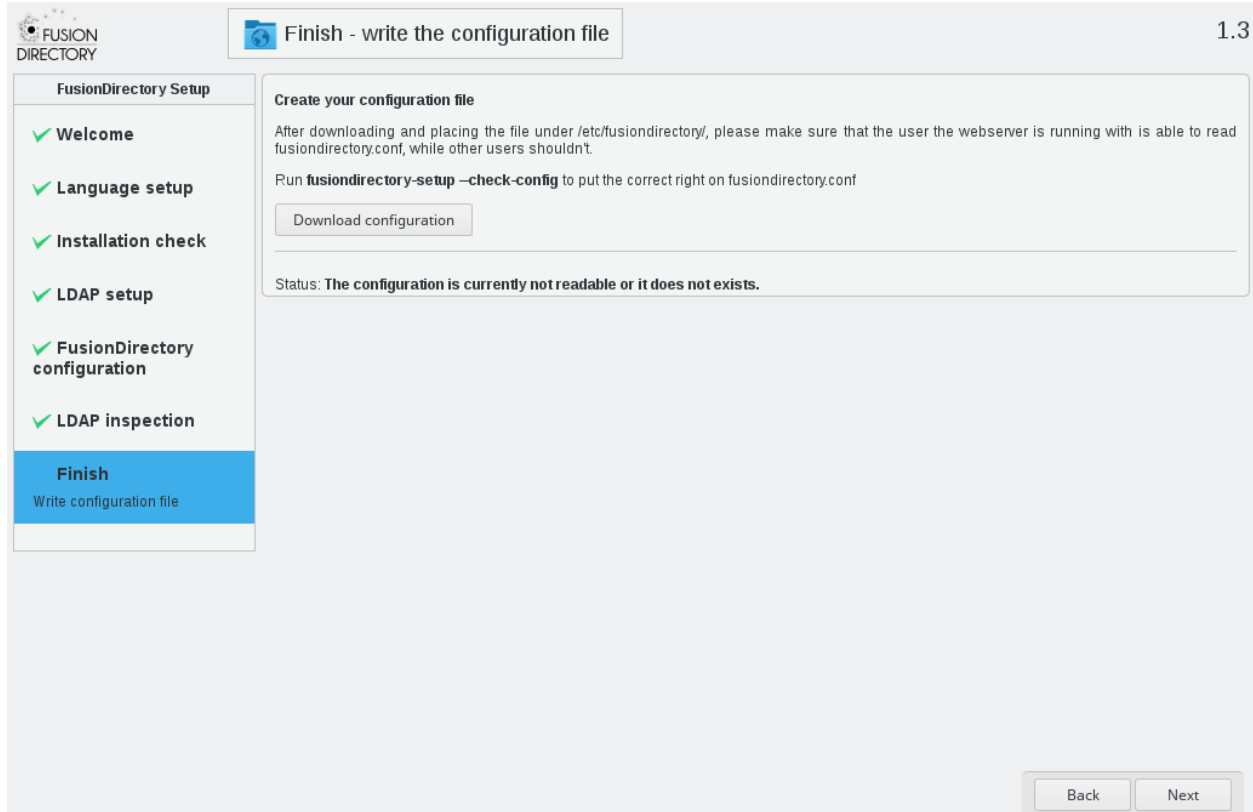 FUSION
DIRECTORY
Finish - write the configuration file
1.3
FusionDirectory Setup
Welcome
Language setup
Installation check
LDAP setup
FusionDirectory
configuration
LDAP inspection
Finish
Write configuration file
Create your configuration file
After downloading and placing the file under /etc/fusiondirectory/, please make sure that the user the webserver is running with is able to read
fusiondirectory.conf, while other users shouldn't.
Run fusiondirectory-setup –check-config to put the correct right on fusiondirectory.conf
Download configuration
Status: The configuration is currently not readable or it does not exists.
Back
Next